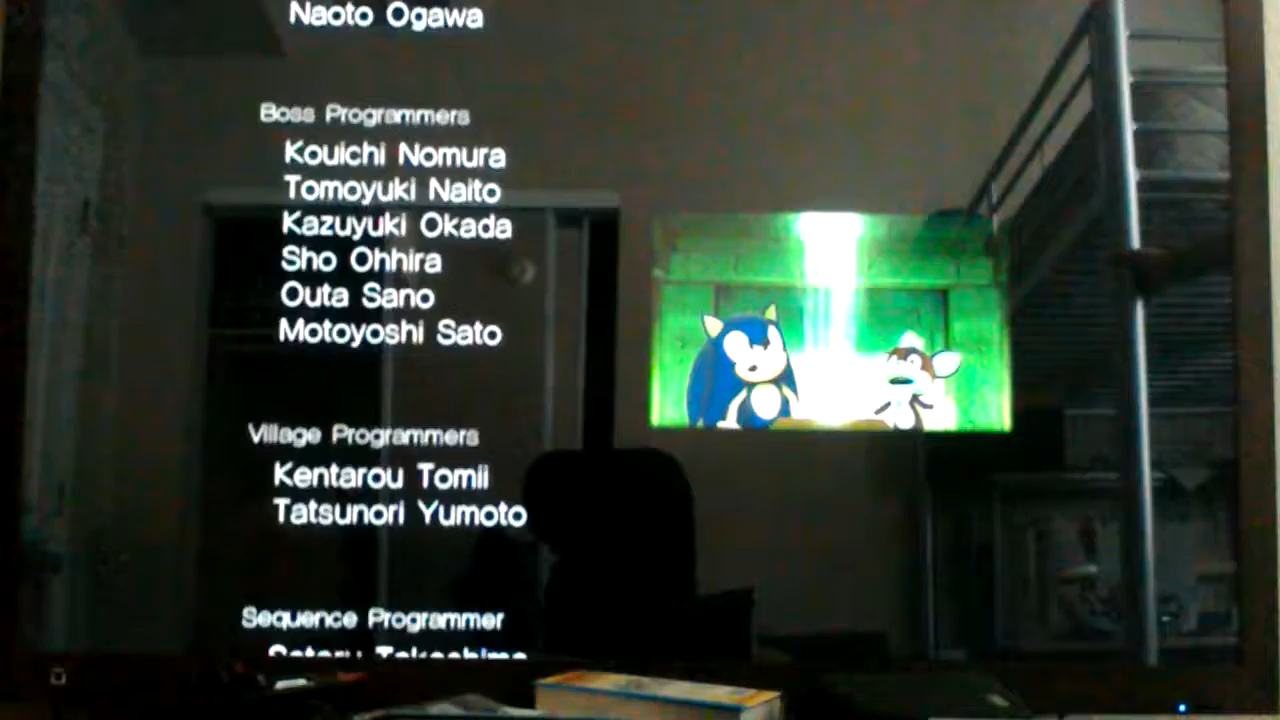 Naoto Ogawa
Boss Programmers
Kouichi Nomura
Tomoyuki Naito
Kazuyuki Okada
Sho Ohhira
Outa Sano
Motoyoshi Sato
Village Programmers
Kentarou Tomii
Tatsunori Yumoto
Sequence Programmer